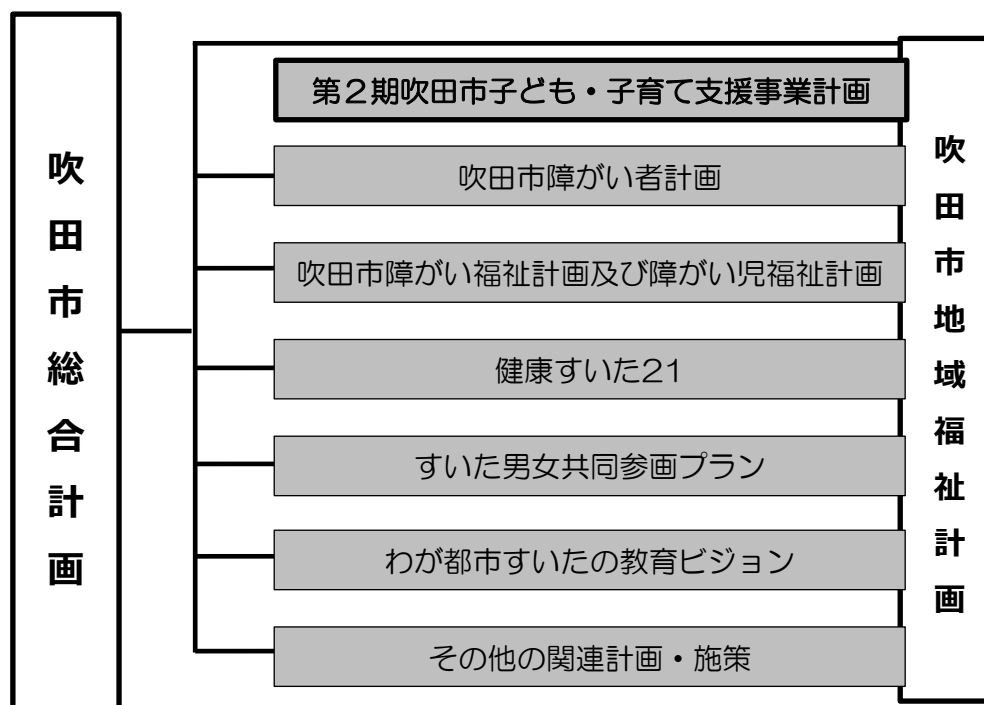 吹田市総合計画
第２期吹田市子ども・子育て支援事業計画
吹田市障がい者計画
吹田市障がい福祉計画及び障がい児福祉計画
健康すいた21
すいた男女共同参画プラン
わが都市すいたの教育ビジョン
その他の関連計画・施策
吹田市地域福祉計画